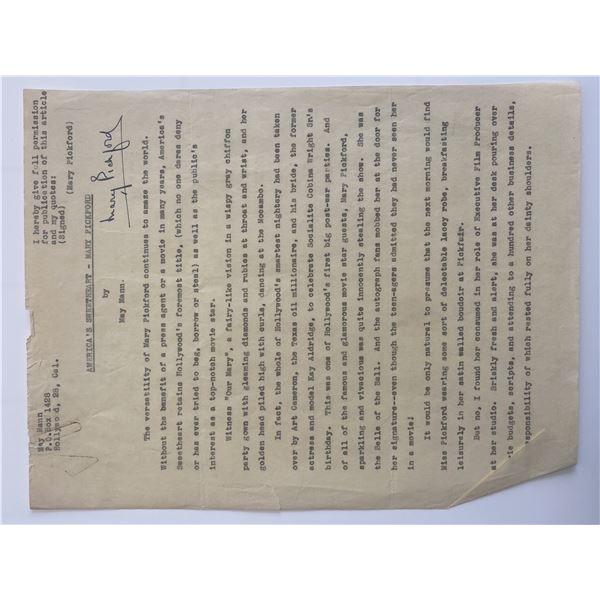 May Mann
P.O. Box 1428
Hollywood, 28, Cal.
I hereby give full permission
for publication of this article
and my quotes:
(Signed)
Mary Pickford
(Mary Pickford)
AMERICA'S SWEETHEART - MARY PICKFORD
by
May Mann.
The versatility of Mary Pickford continues to amaze the world.
Without the benefit of a press agent or a movie in many years, America's
Sweetheart retains Hollywood's foremost title, (which no one dares deny
or has ever tried to beg, borrow or steal) as well as the public's
interest as a top-notch movie star.
Witness "Our Mary", a fairy-like vision in a wispy grey chiffon
party gown with gleaming diamonds and rubies at throat and wrist, and her
golden head piled high with curls, dancing at the Mocambo.
In fact, the whole of Hollywood's smartest nightery had been taken
over by Art Cameron, the Texas oil millionaire, and his bride, the former
actress and model Kay Aldridge, to celebrate Socialite Cobina Wright Sr's
birthday. This was one of Hollywood's first big post-war parties. And
of all of the famous and glamorous movie star guests, Mary Pickford,
sparkling and vivacious was quite innocently stealing the show. She was
the Belle of the Ball. And the autograph fans mobbed her at the door for
her signature--even though the teen-agers admitted they had never seen her
in a movie!
It would be only naturel to presume that the next morning would find
Miss Pickford wearing some sort of delectable lacey robe, breakfasting
leisurely in her satin walled boudoir at Pickfair.
But no, I found her consumed in her role of Executive Film Producer
at her studio. Briskly fresh and alert, she was at her desk pouring over
budgets, scripts, and attending to a hundred other business details,
responsibility of which rested fully on her dainty shoulders.